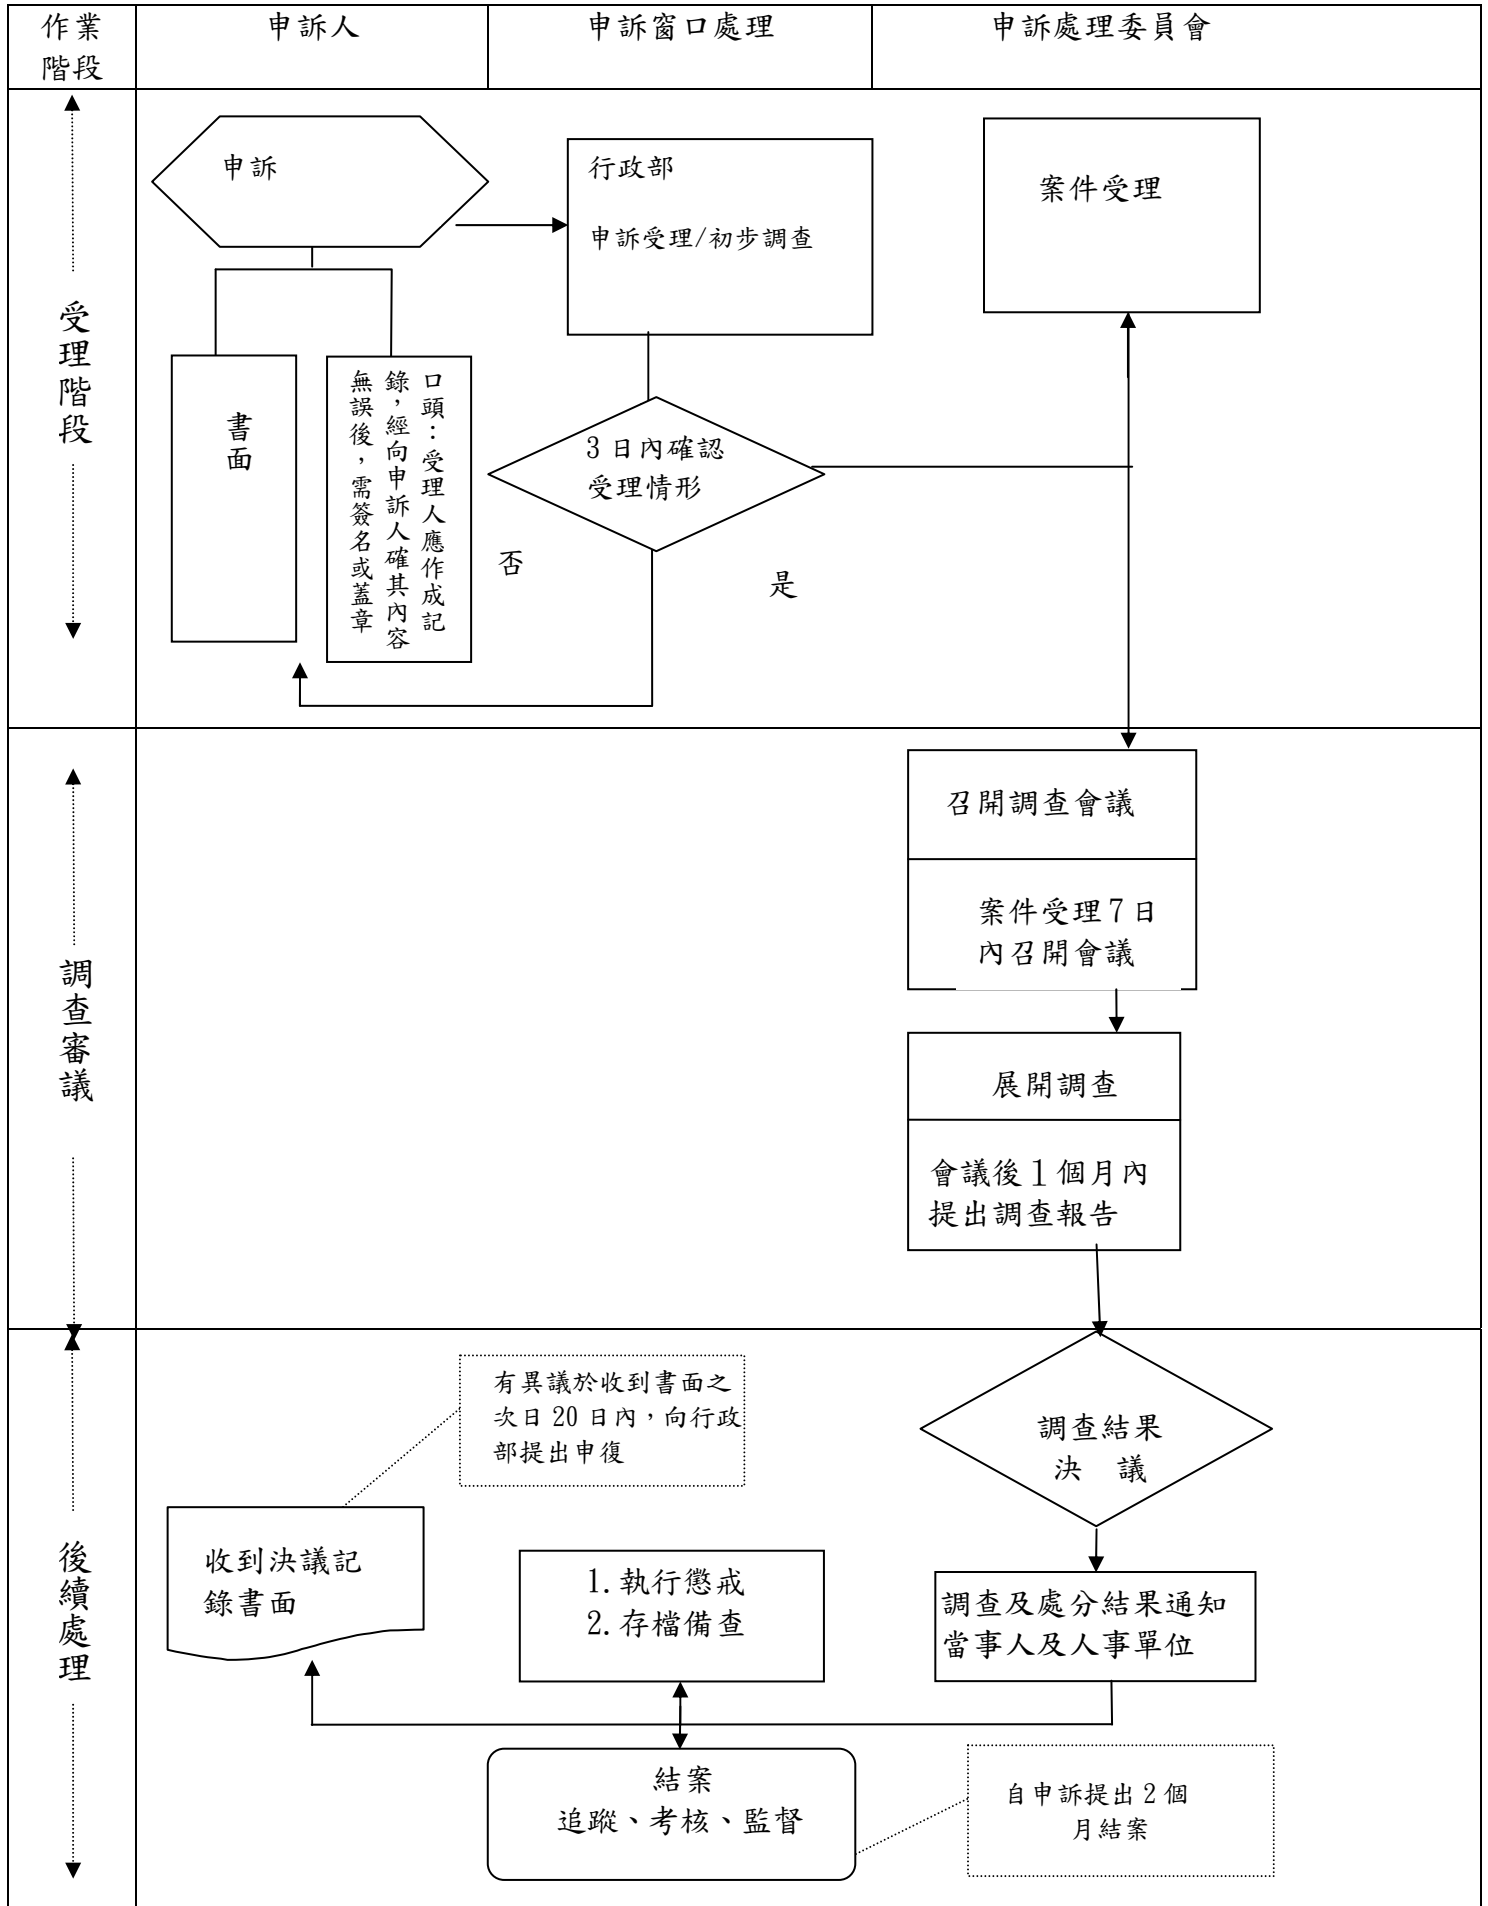 作業
階段
申訴人
申訴窗口處理
申訴處理委員會
受理階段
申訴
行政部
申訴受理/初步調查
案件受理
書面
口頭：受理人應作成記
錄，經向申訴人確其內容
無誤後，需簽名或蓋章
3日內確認
受理情形
否
是
調查審議
召開調查會議
案件受理7日
內召開會議
展開調查
會議後1個月內
提出調查報告
後續處理
有異議於收到書面之
次日20日內，向行政
部提出申復
調查結果
決 議
收到決議記
錄書面
1.執行懲戒
2.存檔備查
調查及處分結果通知
當事人及人事單位
結案
追蹤、考核、監督
自申訴提出2個
月結案